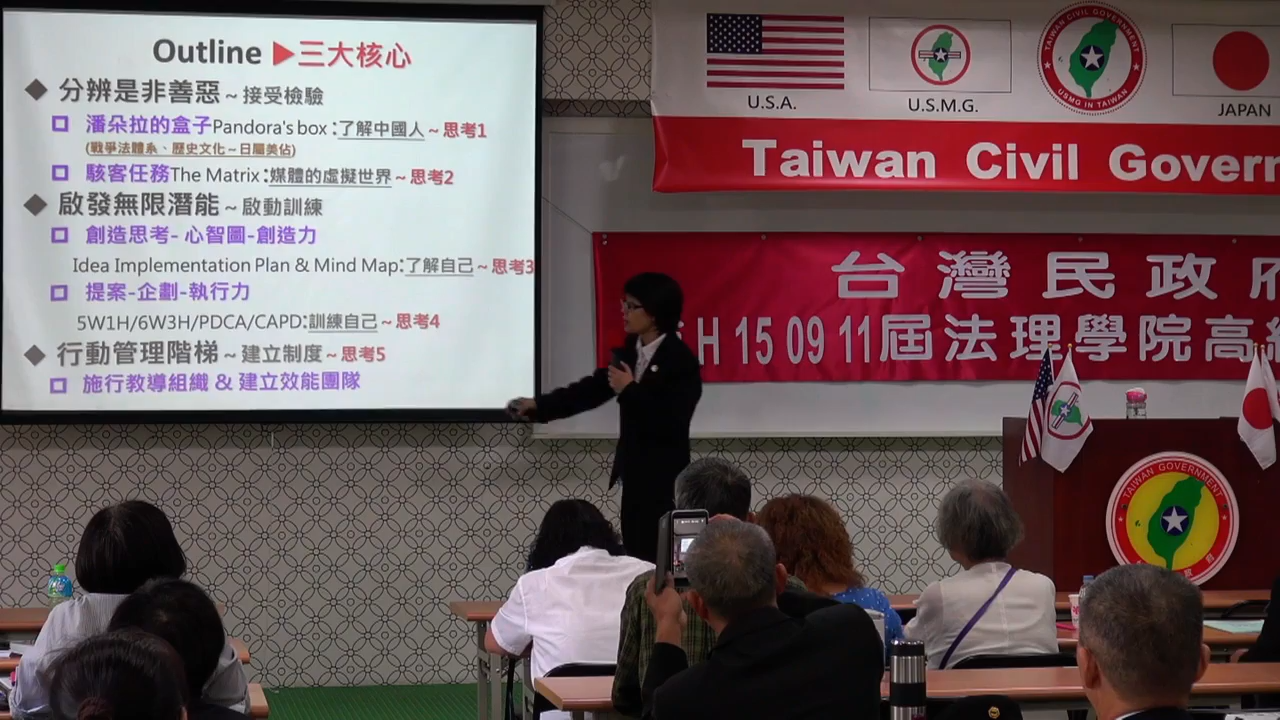 Outline ▶三大核心
◆ 分辨是非善惡 ~ 接受檢驗
潘朵拉的盒子Pandora's box：了解中國人 ~ 思考1
(戰爭法體系、歷史文化~日屬美佔)
駭客任務The Matrix：媒體的虛擬世界 ~ 思考2
◆ 啟發無限潛能 ~ 啟動訓練
創造思考- 心智圖-創造力
Idea Implementation Plan & Mind Map：了解自己 ~ 思考3
提案-企劃-執行力
5W1H/6W3H/PDCA/CAPD：訓練自己 ~ 思考4
◆ 行動管理階梯 ~ 建立制度 ~ 思考5
施行教導組織 & 建立效能團隊
U.S.A.
U.S.M.G.
TAIWAN CIVIL GOVERNMENT
USMG IN TAIWAN
JAPAN
Taiwan Civil Govern
台灣民政府
H 15 09 11屆法理學院高
TAIWAN GOVERNMENT